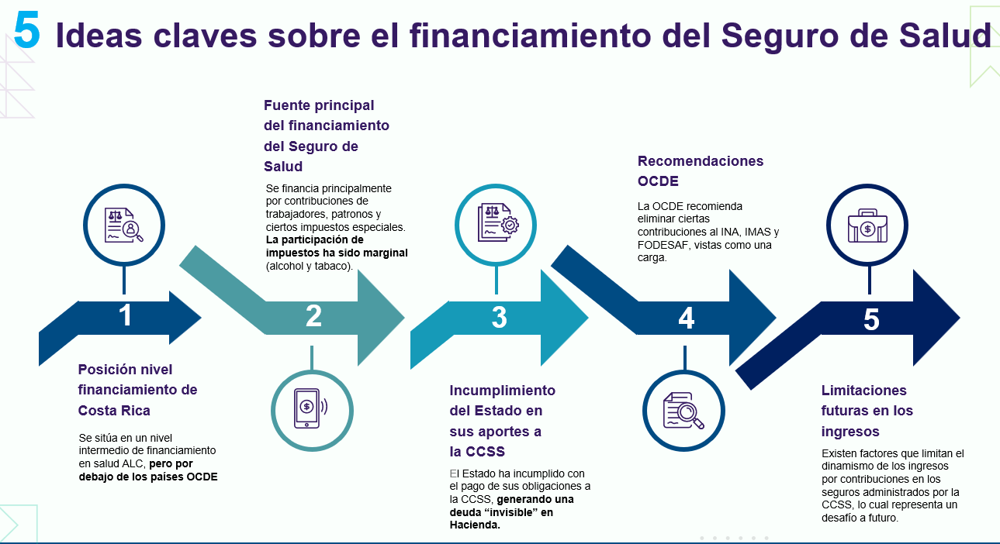 5 Ideas claves sobre el financiamiento del Seguro de Salud
1
Posición nivel
financiamiento de
Costa Rica
Se sitúa en un nivel
intermedio de financiamiento
en salud ALC, pero por
debajo de los países OCDE
Fuente principal
del financiamiento
del Seguro de
Salud
Se financia principalmente
por contribuciones de
trabajadores, patronos y
ciertos impuestos especiales.
La participación de
impuestos ha sido marginal
(alcohol y tabaco).
2
$
3
Incumplimiento
del Estado en
sus aportes a
la CCSS
El Estado ha incumplido con
el pago de sus obligaciones a
la CCSS, generando una
deuda “invisible” en
Hacienda.
Recomendaciones
OCDE
La OCDE recomienda
eliminar ciertas
contribuciones al INA, IMAS y
FODESAF, vistas como una
carga.
4
$
5
Limitaciones
futuras en los
ingresos
Existen factores que limitan el
dinamismo de los ingresos
por contribuciones en los
seguros administrados por la
CCSS, lo cual representa un
desafío a futuro.